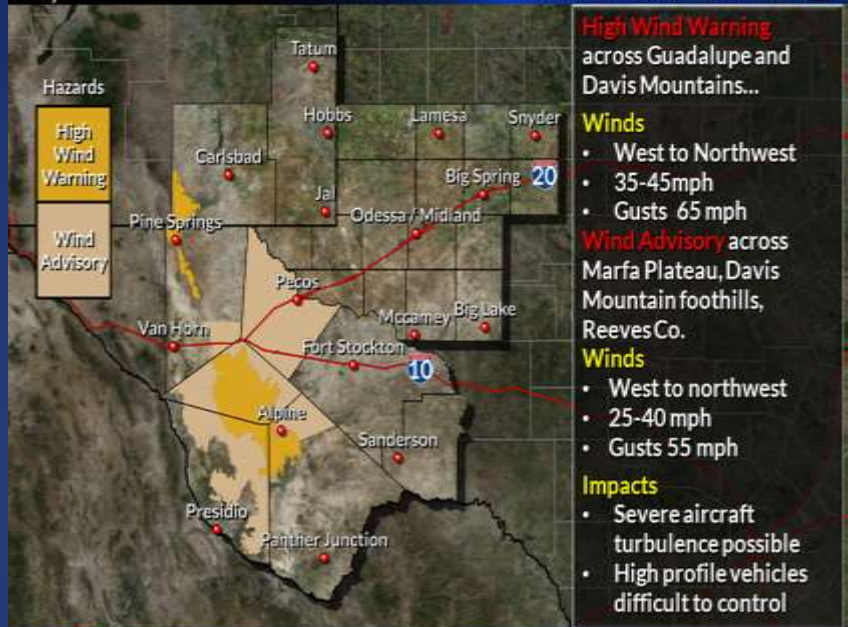 Hazards
High
Wind
Warning
Wind
Advisory
Tatum
Hobbs
Lamesa
Snyder
Carlsbad
Big Spring
20
Jal
Pine Springs
Odessa / Midland
Pecos
Van Horn
Mccamey
Big Lake
Fort Stockton
10
Alpine
Sanderson
Presidio
Panther Junction
High Wind Warning
across Guadalupe and
Davis Mountains...
Winds
• West to Northwest
• 35-45mph
• Gusts 65 mph
Wind Advisory across
Marfa Plateau, Davis
Mountain foothills,
Reeves Co.
Winds
• West to northwest
• 25-40 mph
• Gusts 55 mph
Impacts
• Severe aircraft
turbulence possible
• High profile vehicles
difficult to control